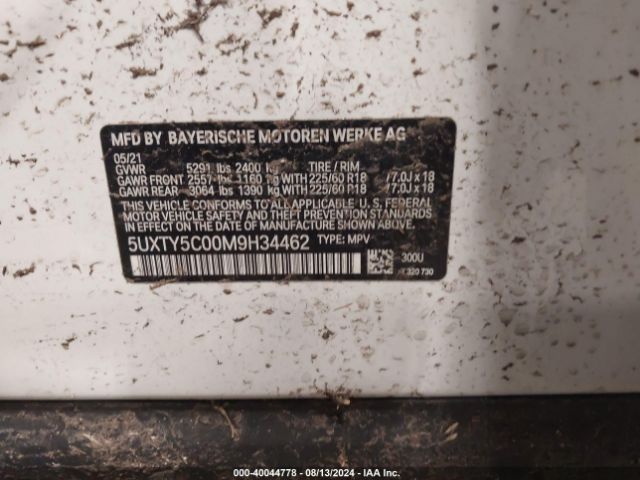 MFD BY BAYERISCHE MOTOREN WERKE AG
05/21
GVWR 5291 lbs 2400 kg TIRE / RIM
GAWR FRONT 2557 lbs 1160 kg WITH 225/60 R18 / 7.0J x 18
GAWR REAR 3064 lbs 1390 kg WITH 225/60 R18 / 7.0J x 18
THIS VEHICLE CONFORMS TO ALL APPLICABLE U.S. FEDERAL
MOTOR VEHICLE SAFETY AND THEFT PREVENTION STANDARDS
IN EFFECT ON THE DATE OF MANUFACTURE SHOWN ABOVE.
5UXTY5C00M9H34462 TYPE: MPV
300U
320 730
000-40044778 - 08/13/2024 - IAA Inc.